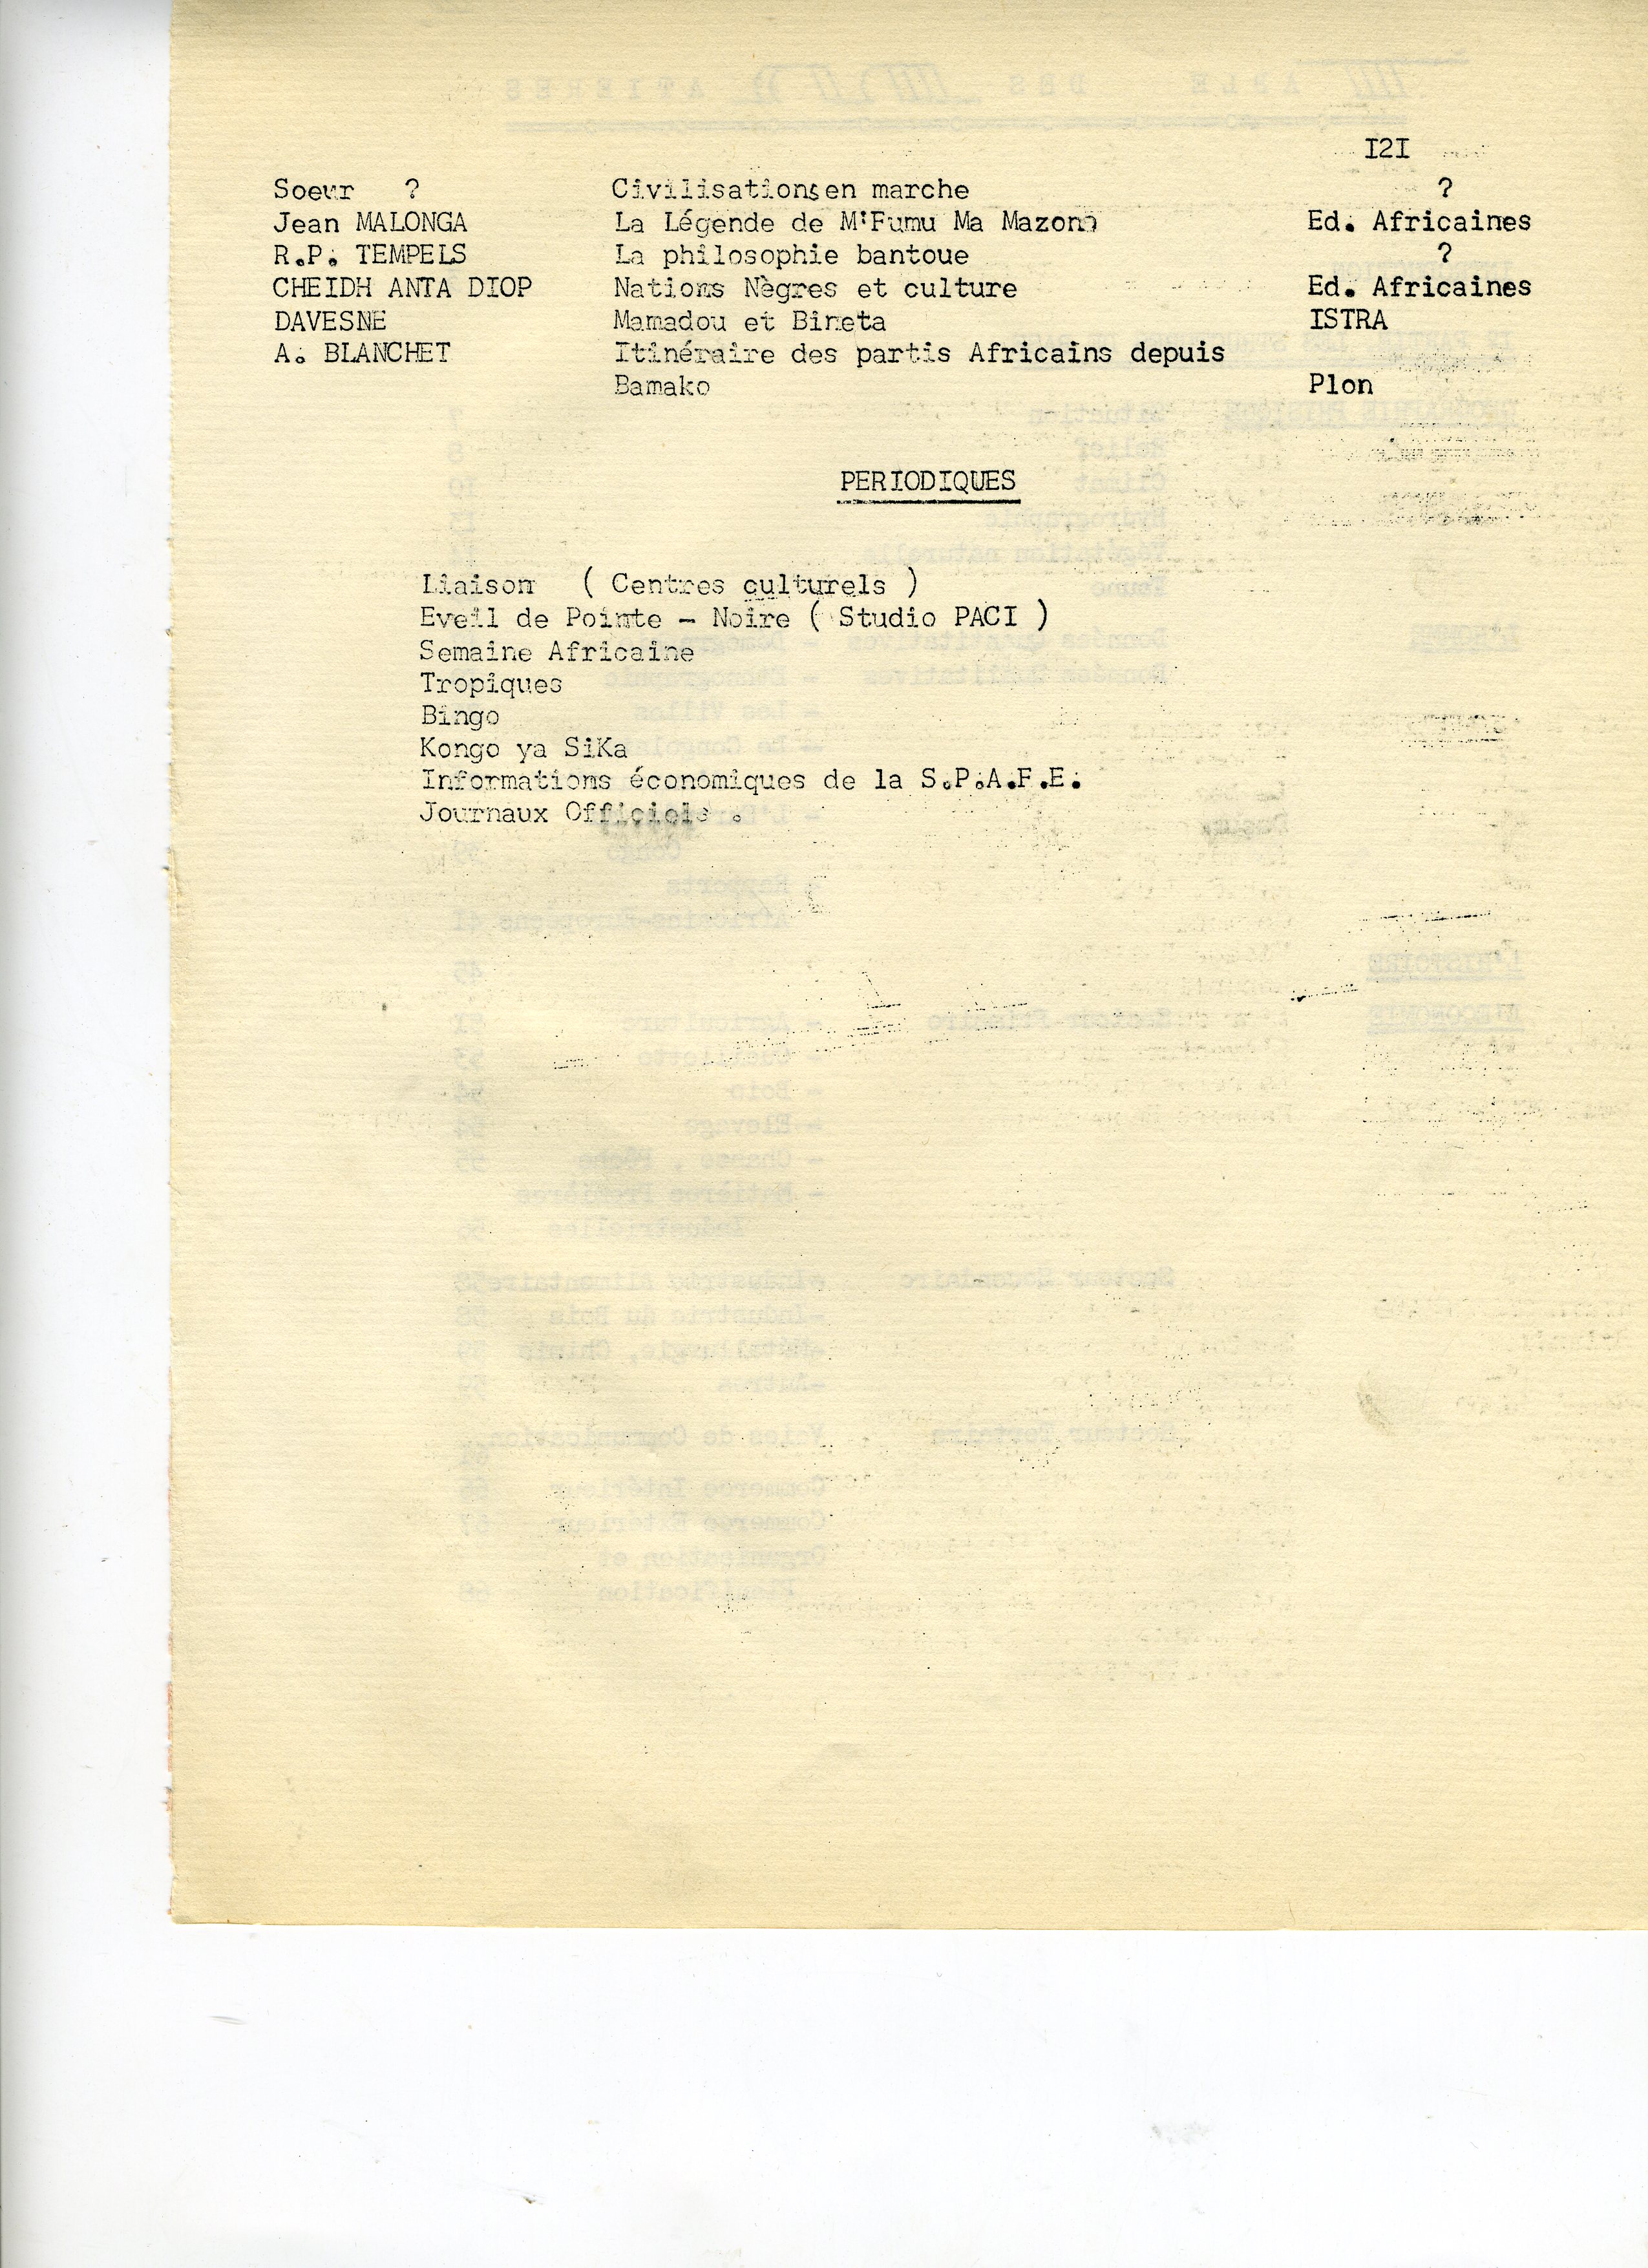 I2I
Soeur ? Civilisations en marche ?
Jean MALONGA La Légende de M'Fumu Ma Mazono Ed. Africaines
R.P. TEMPELS La philosophie bantoue ?
CHEIDH ANTA DIOP Nations Nègres et culture Ed. Africaines
DAVESNE Mamadou et Bineta ISTRA
A. BLANCHET Itinéraire des partis Africains depuis
Bamako Plon
PERIODIQUES
Liaison ( Centres culturels )
Eveil de Pointe - Noire ( Studio PACI )
Semaine Africaine
Tropiques
Bingo
Kongo ya SiKa
Informations économiques de la S.P.A.F.E.
Journaux Officiels .